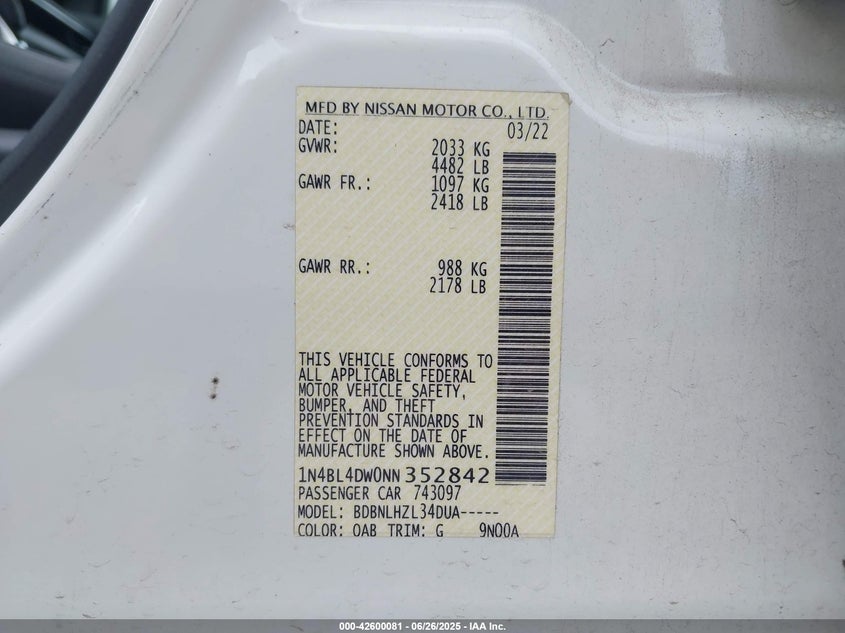 MFD BY NISSAN MOTOR CO., LTD.
DATE: 03/22
GVWR: 2033 KG
4482 LB
GAWR FR.: 1097 KG
2418 LB
GAWR RR.: 988 KG
2178 LB
THIS VEHICLE CONFORMS TO
ALL APPLICABLE FEDERAL
MOTOR VEHICLE SAFETY,
BUMPER, AND THEFT
PREVENTION STANDARDS IN
EFFECT ON THE DATE OF
MANUFACTURE SHOWN ABOVE.
1N4BL4DW0NN352842
PASSENGER CAR 743097
MODEL: BDBNLHZL34DUA-----
COLOR: QAB TRIM: G 9N00A
000-42600081 - 06/26/2025 - IAA Inc.